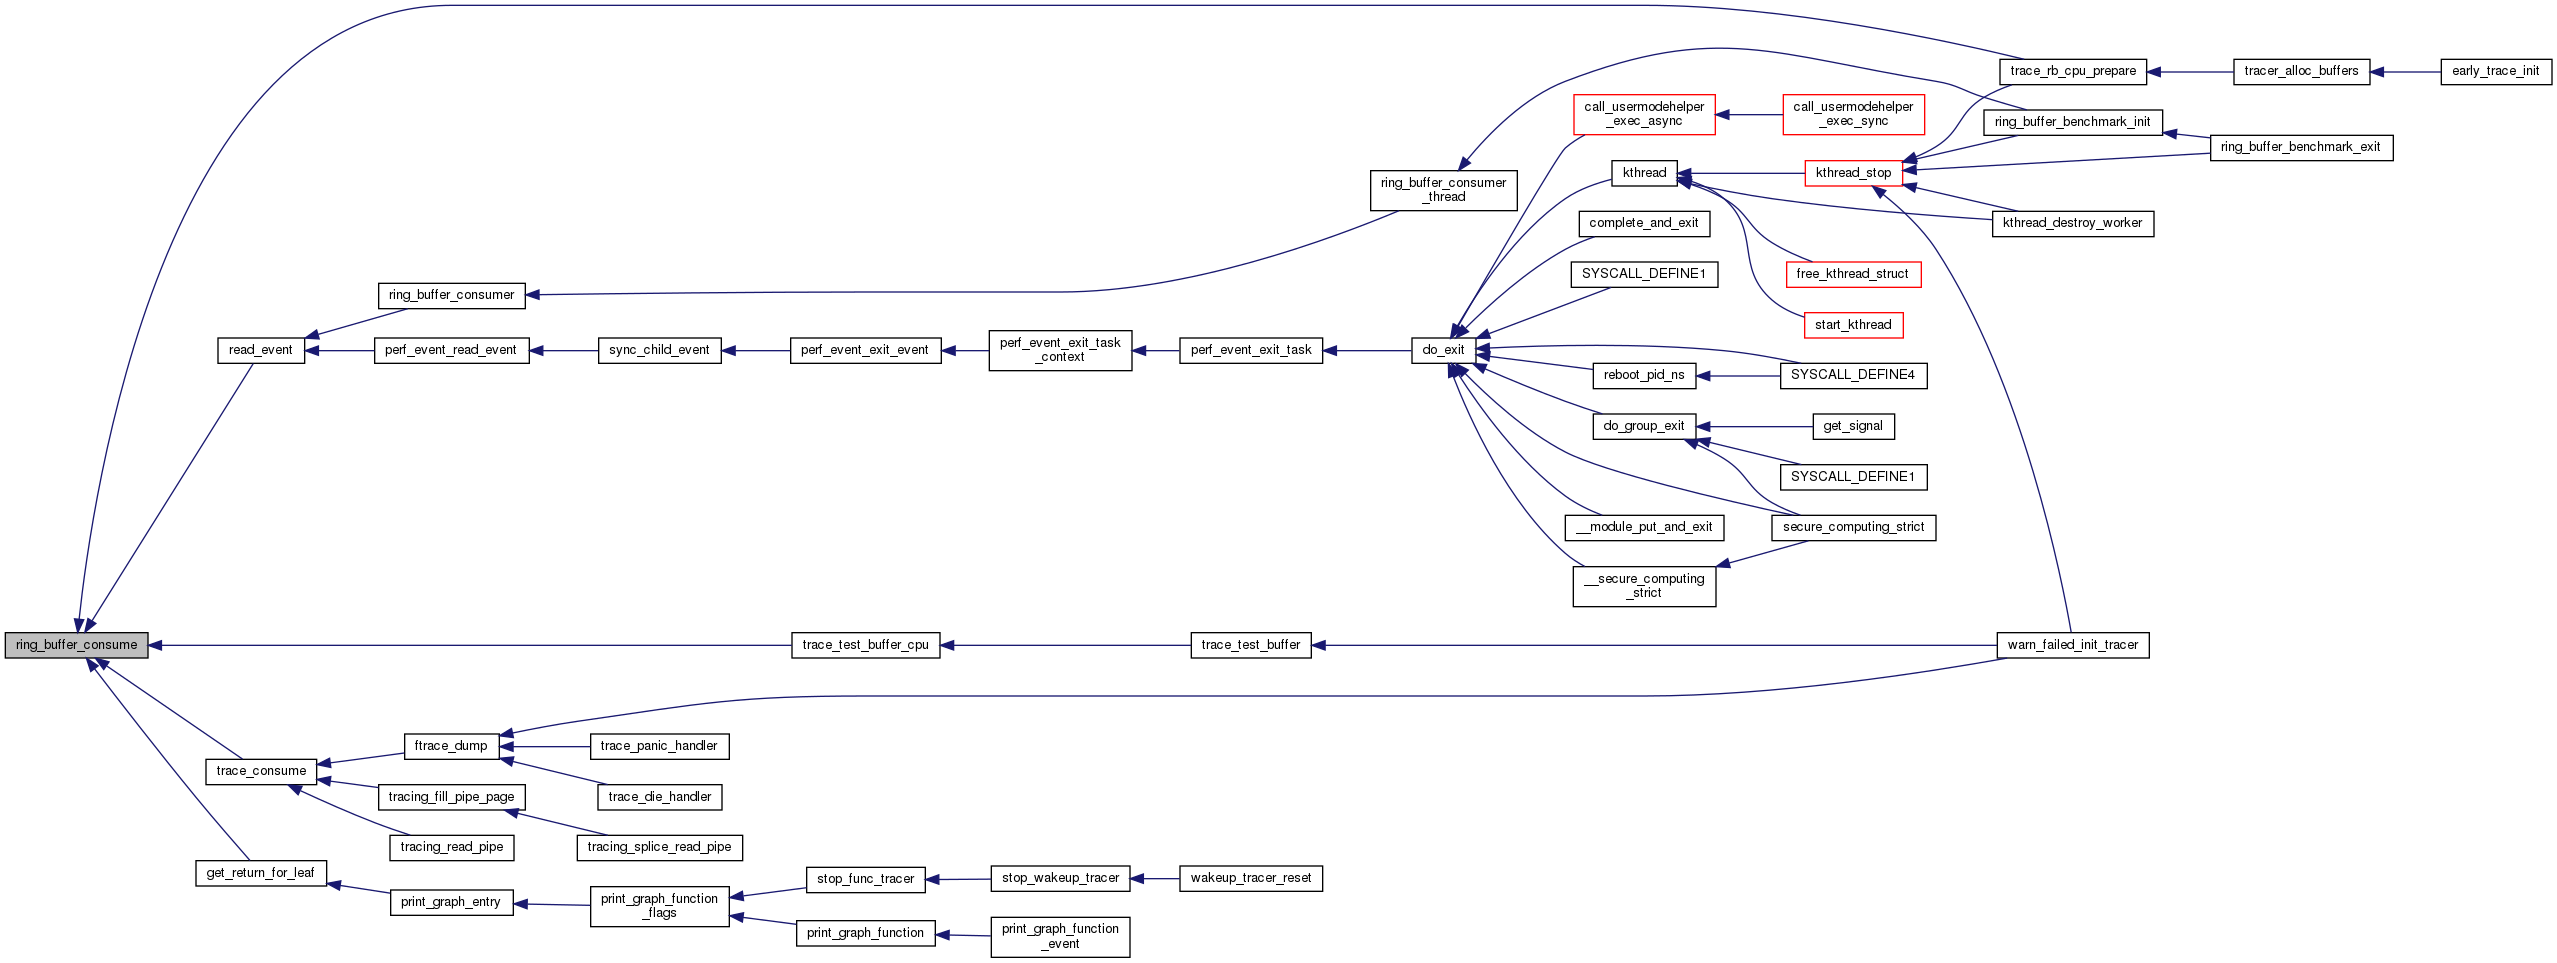 trace_rb_cpu_prepare
tracer_alloc_buffers
early_trace_init
call_usermodehelper
_exec_async
call_usermodehelper
_exec_sync
ring_buffer_benchmark_init
ring_buffer_benchmark_exit
ring_buffer_consumer
_thread
kthread
kthread_stop
complete_and_exit
kthread_destroy_worker
SYSCALL_DEFINE1
free_kthread_struct
ring_buffer_consumer
start_kthread
read_event
perf_event_read_event
sync_child_event
perf_event_exit_event
perf_event_exit_task
_context
perf_event_exit_task
do_exit
reboot_pid_ns
SYSCALL_DEFINE4
do_group_exit
get_signal
SYSCALL_DEFINE1
__module_put_and_exit
secure_computing_strict
__secure_computing
_strict
ring_buffer_consume
trace_test_buffer_cpu
trace_test_buffer
warn_failed_init_tracer
ftrace_dump
trace_panic_handler
trace_consume
tracing_fill_pipe_page
trace_die_handler
tracing_read_pipe
tracing_splice_read_pipe
get_return_for_leaf
stop_func_tracer
stop_wakeup_tracer
wakeup_tracer_reset
print_graph_entry
print_graph_function
_flags
print_graph_function
print_graph_function
_event